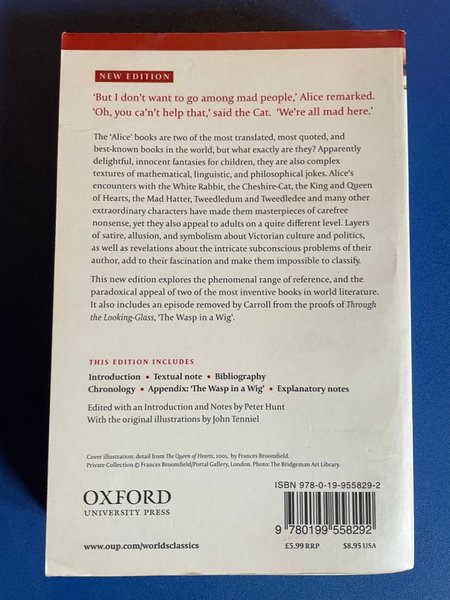 NEW EDITION
‘But I don’t want to go among mad people,’ Alice remarked.
‘Oh, you ca’n’t help that,’ said the Cat. ‘We’re all mad here.’
The ‘Alice’ books are two of the most translated, most quoted, and
best-known books in the world, but what exactly are they? Apparently
delightful, innocent fantasies for children, they are also complex
textures of mathematical, linguistic, and philosophical jokes. Alice’s
encounters with the White Rabbit, the Cheshire-Cat, the King and Queen
of Hearts, the Mad Hatter, Tweedledum and Tweedledee and many other
extraordinary characters have made them masterpieces of carefree
nonsense, yet they also appeal to adults on a quite different level. Layers
of satire, allusion, and symbolism about Victorian culture and politics,
as well as revelations about the intricate subconscious problems of their
author, add to their fascination and make them impossible to classify.
This new edition explores the phenomenal range of reference, and the
paradoxical appeal of two of the most inventive books in world literature.
It also includes an episode removed by Carroll from the proofs of Through
the Looking-Glass, ‘The Wasp in a Wig’.
THIS EDITION INCLUDES
Introduction • Textual note • Bibliography
Chronology • Appendix: ‘The Wasp in a Wig’ • Explanatory notes
Edited with an Introduction and Notes by Peter Hunt
With the original illustrations by John Tenniel
Cover illustration: detail from The Queen of Hearts, 2001, by Frances Broomfield.
Private Collection © Frances Broomfield/Portal Gallery, London. Photo: The Bridgeman Art Library.
OXFORD
UNIVERSITY PRESS
www.oup.com/worldsclassics
ISBN 978-0-19-955829-2
9 780199 558292
£5.99 RRP $8.95 USA